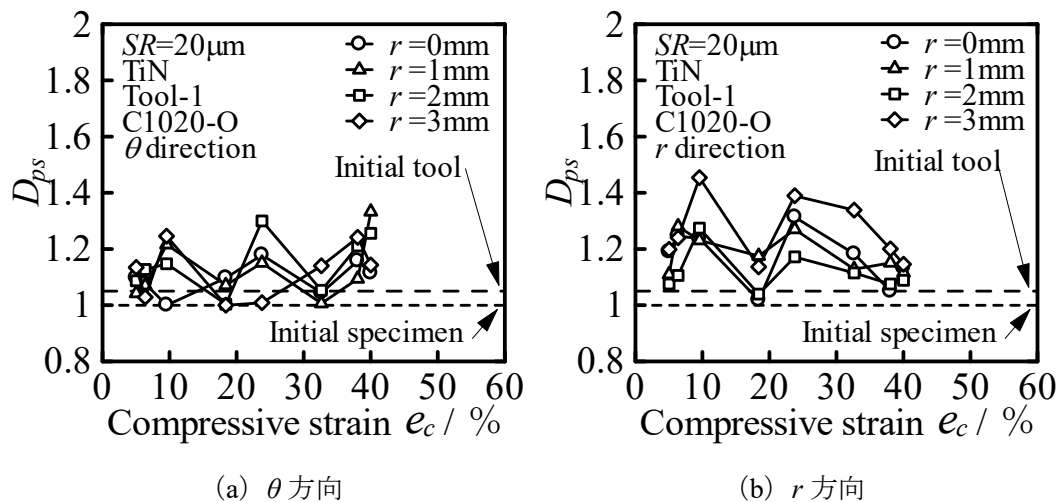 2
1.8
1.6
1.4
1.2
1
0.8
D_ps
SR=20μm
TiN
Tool-1
C1020-O
θ direction
r =0mm
r =1mm
r =2mm
r =3mm
Initial tool
Initial specimen
0 10 20 30 40 50 60
Compressive strain e_c / %
(a) θ 方向
2
1.8
1.6
1.4
1.2
1
0.8
D_ps
SR=20μm
TiN
Tool-1
C1020-O
r direction
r =0mm
r =1mm
r =2mm
r =3mm
Initial tool
Initial specimen
0 10 20 30 40 50 60
Compressive strain e_c / %
(b) r 方向